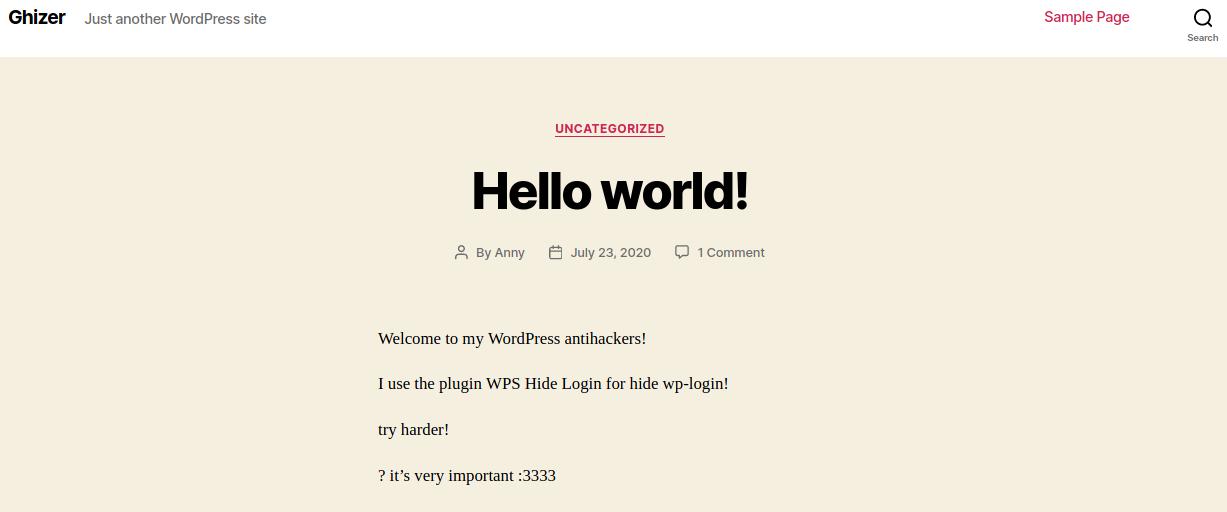 Ghizer Just another WordPress site Sample Page
Search
UNCATEGORIZED
Hello world!
By Anny July 23, 2020 1 Comment
Welcome to my WordPress antihackers!
I use the plugin WPS Hide Login for hide wp-login!
try harder!
? it’s very important :3333